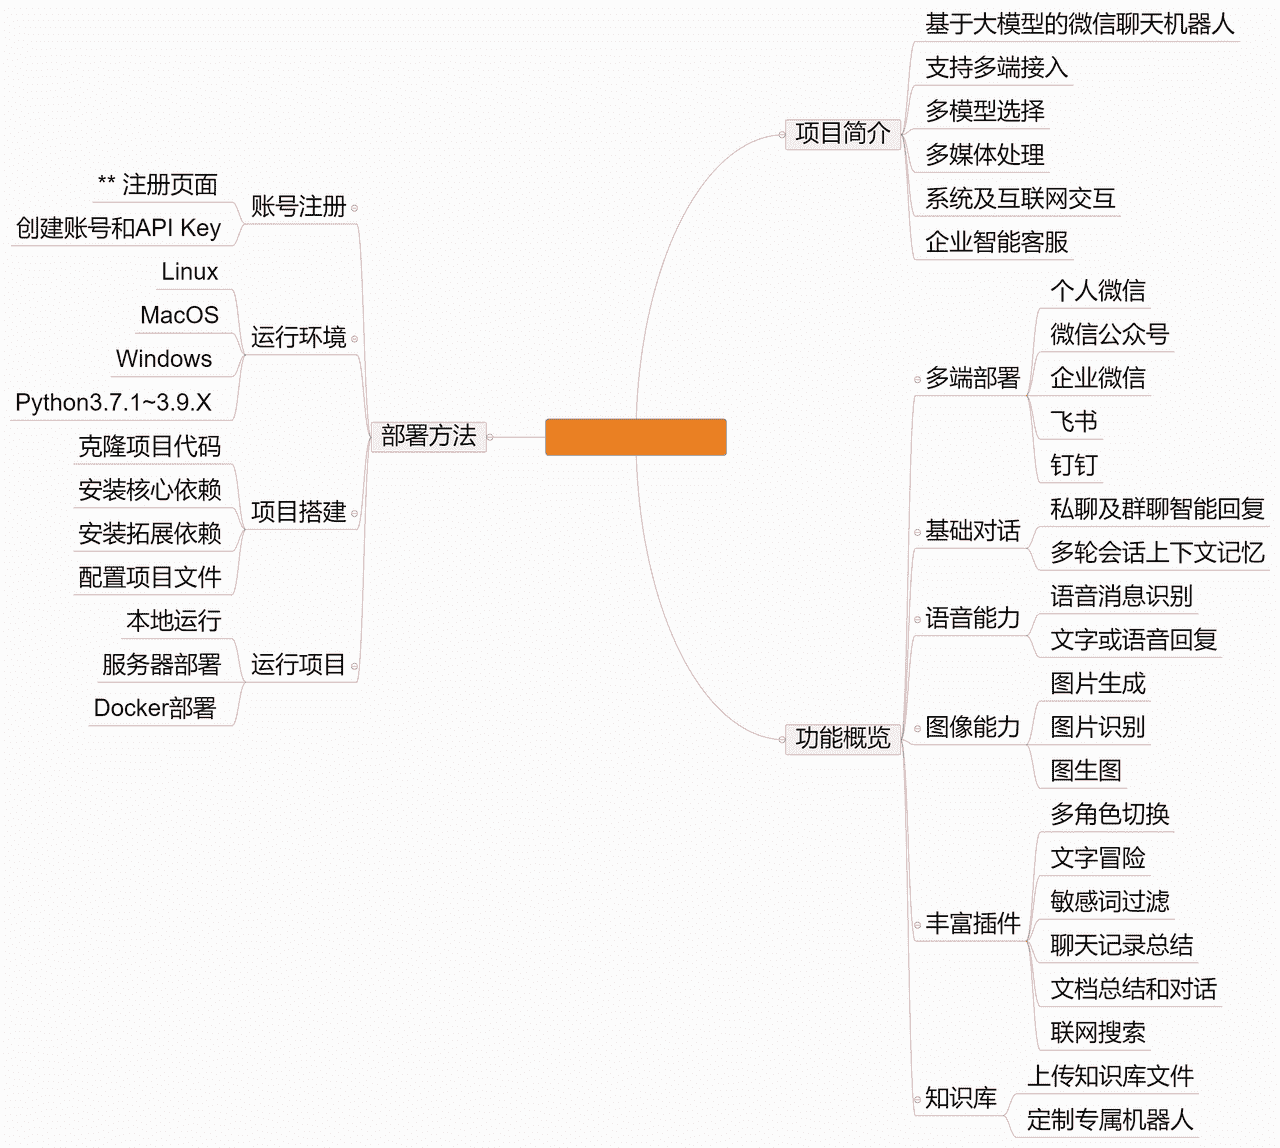 项目简介
基于大模型的微信聊天机器人
支持多端接入
多模型选择
多媒体处理
系统及互联网交互
企业智能客服
功能概览
多端部署
个人微信
微信公众号
企业微信
飞书
钉钉
基础对话
私聊及群聊智能回复
多轮会话上下文记忆
语音能力
语音消息识别
文字或语音回复
图像能力
图片生成
图片识别
图生图
丰富插件
多角色切换
文字冒险
敏感词过滤
聊天记录总结
文档总结和对话
联网搜索
知识库
上传知识库文件
定制专属机器人
部署方法
账号注册
** 注册页面
创建账号和API Key
运行环境
Linux
MacOS
Windows
Python3.7.1~3.9.X
项目搭建
克隆项目代码
安装核心依赖
安装拓展依赖
配置项目文件
运行项目
本地运行
服务器部署
Docker部署